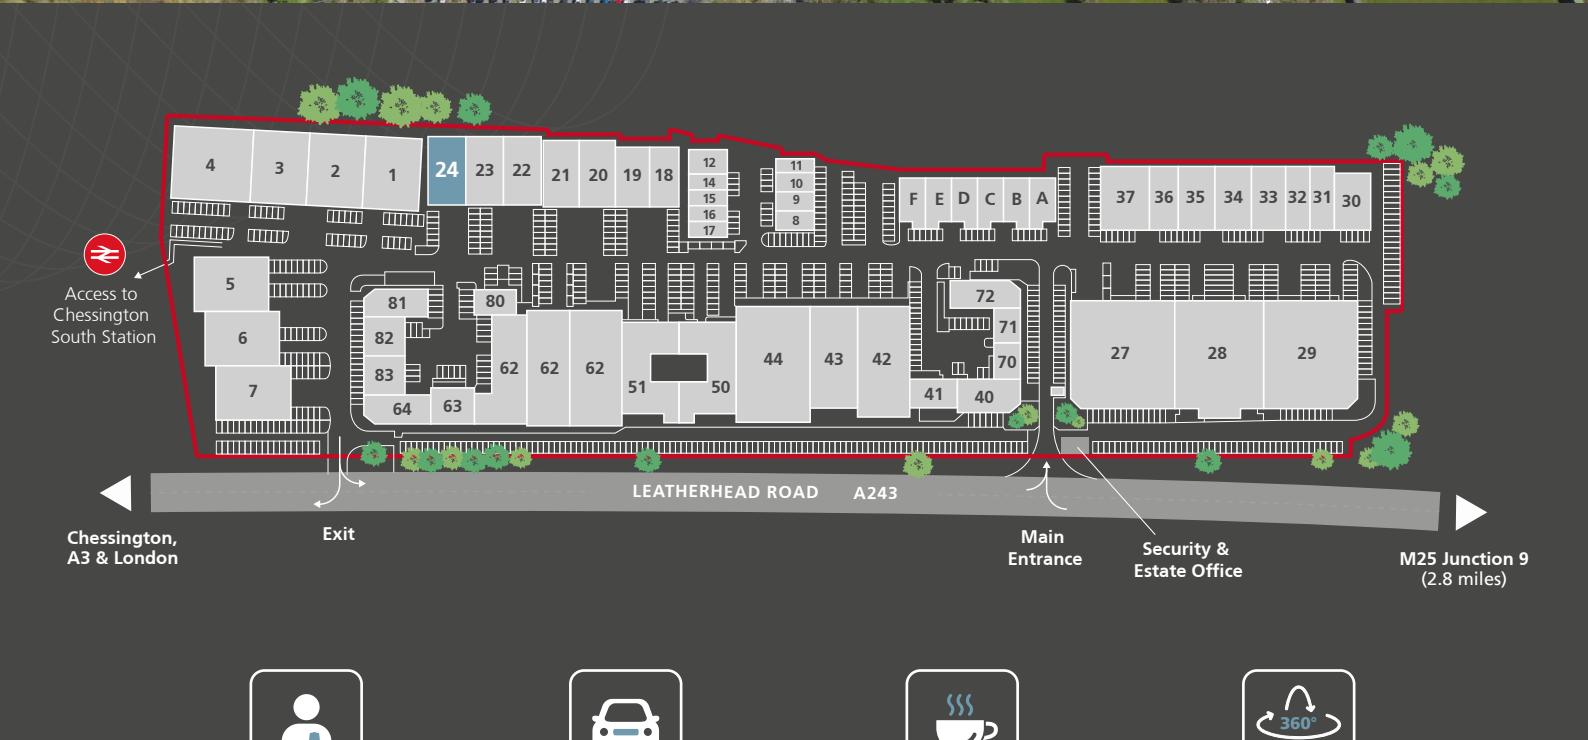 4
3
2
1
24
23
22
21
20
19
18
12
14
15
16
17
11
10
9
8
F
E
D
C
B
A
37
36
35
34
33
32
31
30
Access to
Chessington
South Station
5
6
7
81
80
82
83
64
63
62
62
62
51
50
44
43
42
41
40
72
71
70
27
28
29
LEATHERHEAD ROAD A243
Chessington,
A3 & London
Exit
Main
Entrance
Security &
Estate Office
M25 Junction 9
(2.8 miles)
360°